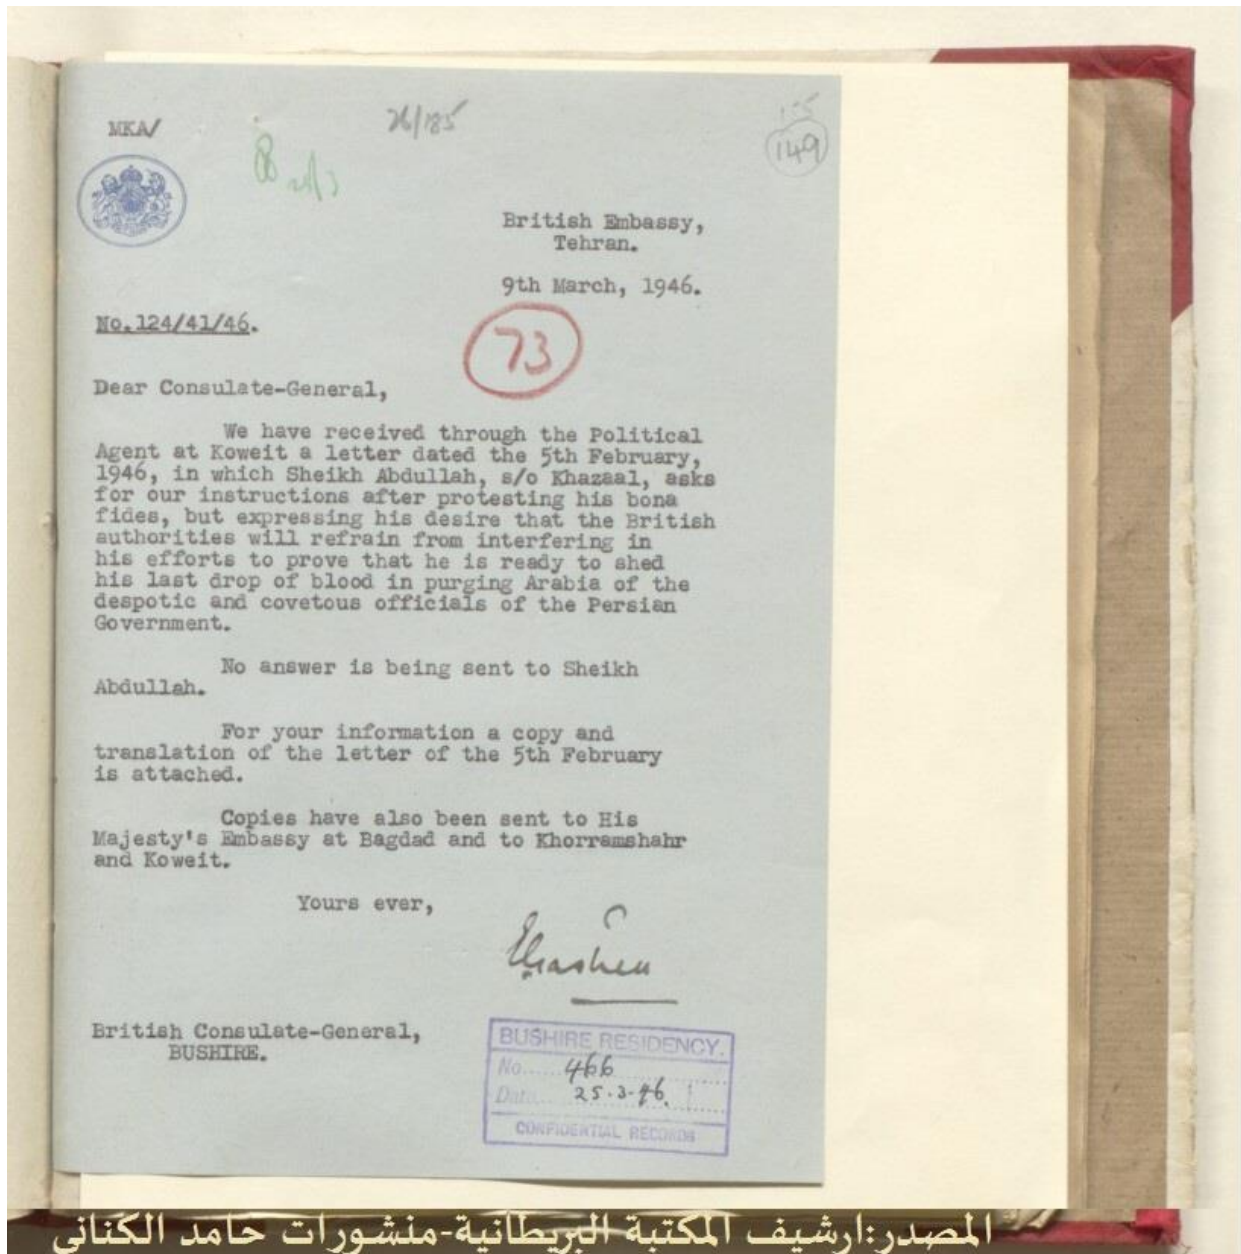 MKA/
26/185
149
British Embassy,
Tehran.
9th March, 1946.
No.124/41/46.
73
Dear Consulate-General,
We have received through the Political
Agent at Koweit a letter dated the 5th February,
1946, in which Sheikh Abdullah, s/o Khazaal, asks
for our instructions after protesting his bona
fides, but expressing his desire that the British
authorities will refrain from interfering in
his efforts to prove that he is ready to shed
his last drop of blood in purging Arabia of the
despotic and covetous officials of the Persian
Government.
No answer is being sent to Sheikh
Abdullah.
For your information a copy and
translation of the letter of the 5th February
is attached.
Copies have also been sent to His
Majesty's Embassy at Bagdad and to Khorramshahr
and Koweit.
Yours ever,
British Consulate-General,
BUSHIRE.
BUSHIRE RESIDENCY.
No......466
Date... 25.3.46.
CONFIDENTIAL RECORDS
المصدر:ارشيف المكتبة البريطانية-منشورات حامد الكناني